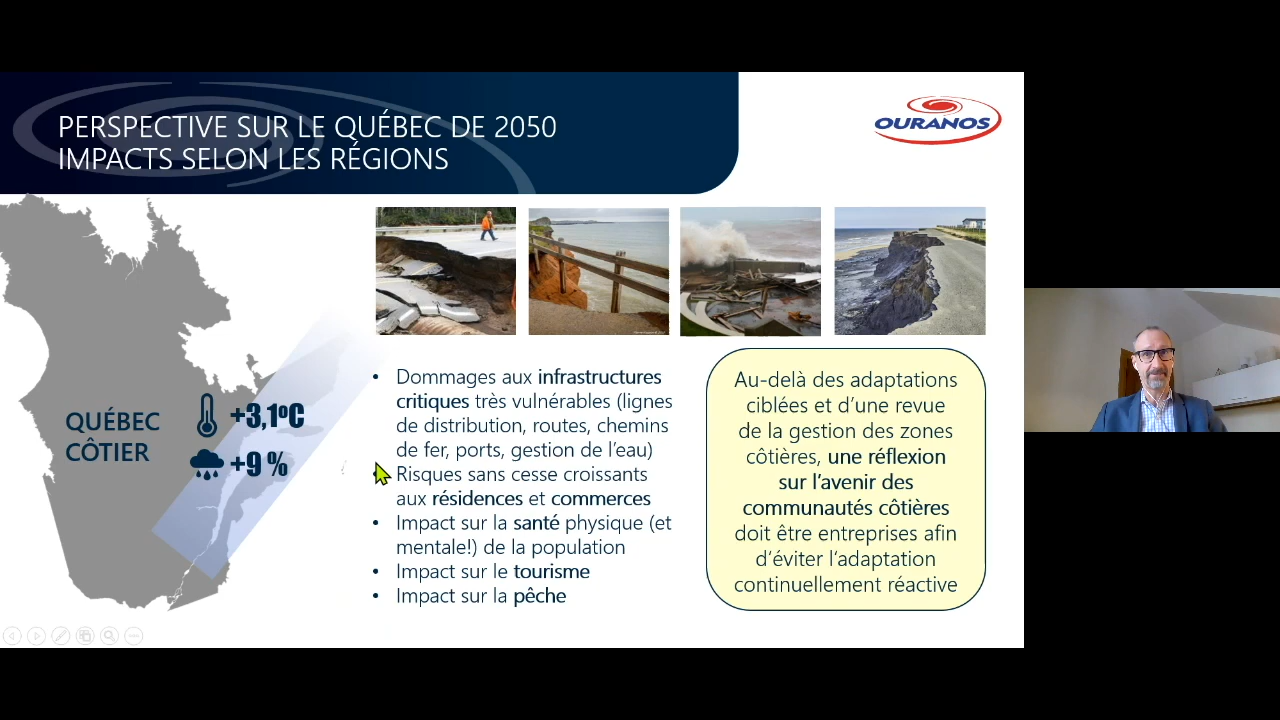 PERSPECTIVE SUR LE QUÉBEC DE 2050
IMPACTS SELON LES RÉGIONS
OURANOS
QUÉBEC
CÔTIER
+3,1ºC
+9 %
• Dommages aux infrastructures
critiques très vulnérables (lignes
de distribution, routes, chemins
de fer, ports, gestion de l'eau)
Risques sans cesse croissants
aux résidences et commerces
• Impact sur la santé physique (et
mentale!) de la population
• Impact sur le tourisme
• Impact sur la pêche
Au-delà des adaptations
ciblées et d'une revue
de la gestion des zones
côtières, une réflexion
sur l'avenir des
communautés côtières
doit être entreprises afin
d'éviter l'adaptation
continuellement réactive